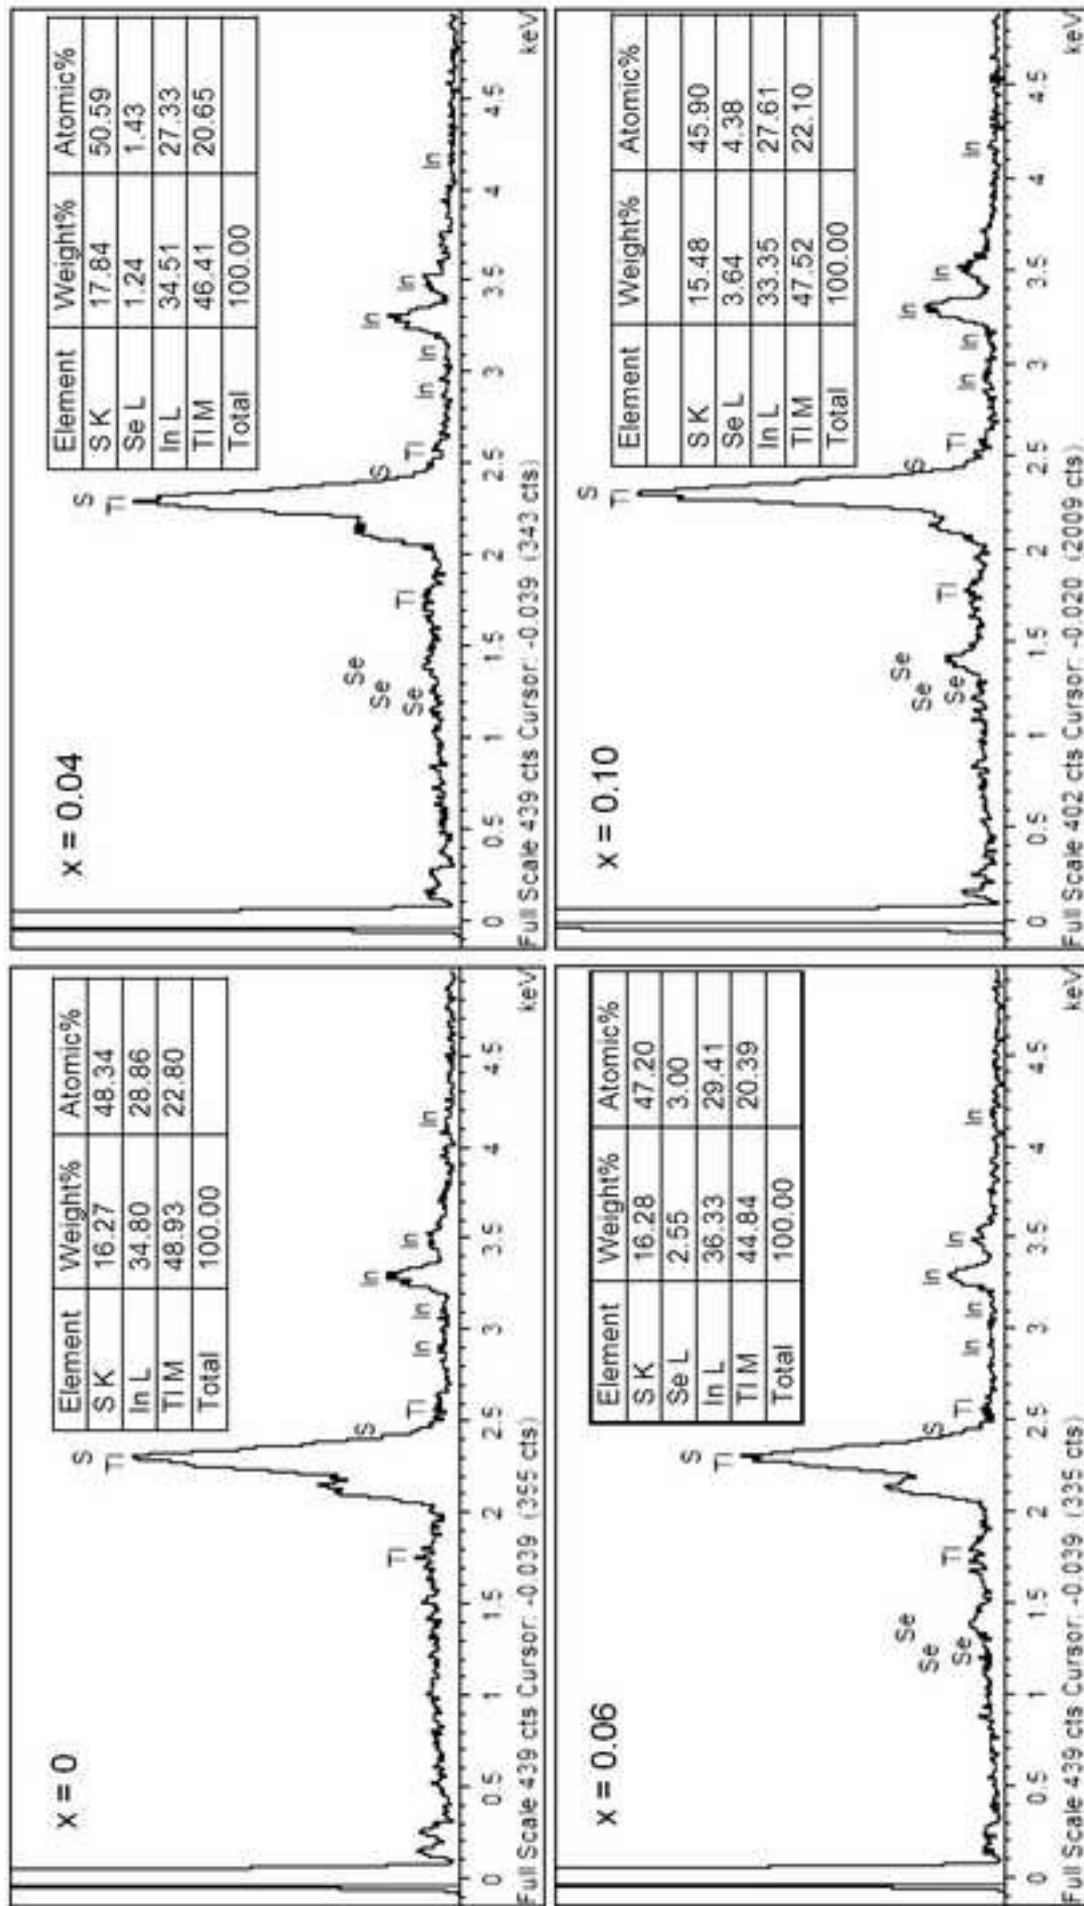 x = 0
Element Weight% Atomic%
S K 16.27 48.34
In L 34.80 28.86
Tl M 48.93 22.80
Total 100.00
S
Tl
S
Tl
Tl
In In In In In
0 0.5 1 1.5 2 2.5 3 3.5 4 4.5
Full Scale 439 cts Cursor: -0.039 (355 cts) keV
x = 0.04
Element Weight% Atomic%
S K 17.84 50.59
Se L 1.24 1.43
In L 34.51 27.33
Tl M 46.41 20.65
Total 100.00
S
Tl
S
Se
Se
Se
Tl
Tl
In In In In In
0 0.5 1 1.5 2 2.5 3 3.5 4 4.5
Full Scale 439 cts Cursor: -0.039 (343 cts) keV
x = 0.06
Element Weight% Atomic%
S K 16.28 47.20
Se L 2.55 3.00
In L 36.33 29.41
Tl M 44.84 20.39
Total 100.00
S
Tl
S
Se
Se
Se
Tl
Tl
In In In In In
0 0.5 1 1.5 2 2.5 3 3.5 4 4.5
Full Scale 439 cts Cursor: -0.039 (335 cts) keV
x = 0.10
Element Weight% Atomic%
S K 15.48 45.90
Se L 3.64 4.38
In L 33.35 27.61
Tl M 47.52 22.10
Total 100.00
S
Tl
S
Se
Se
Se
Tl
Tl
In In In In In
0 0.5 1 1.5 2 2.5 3 3.5 4 4.5
Full Scale 402 cts Cursor: -0.020 (2009 cts) keV